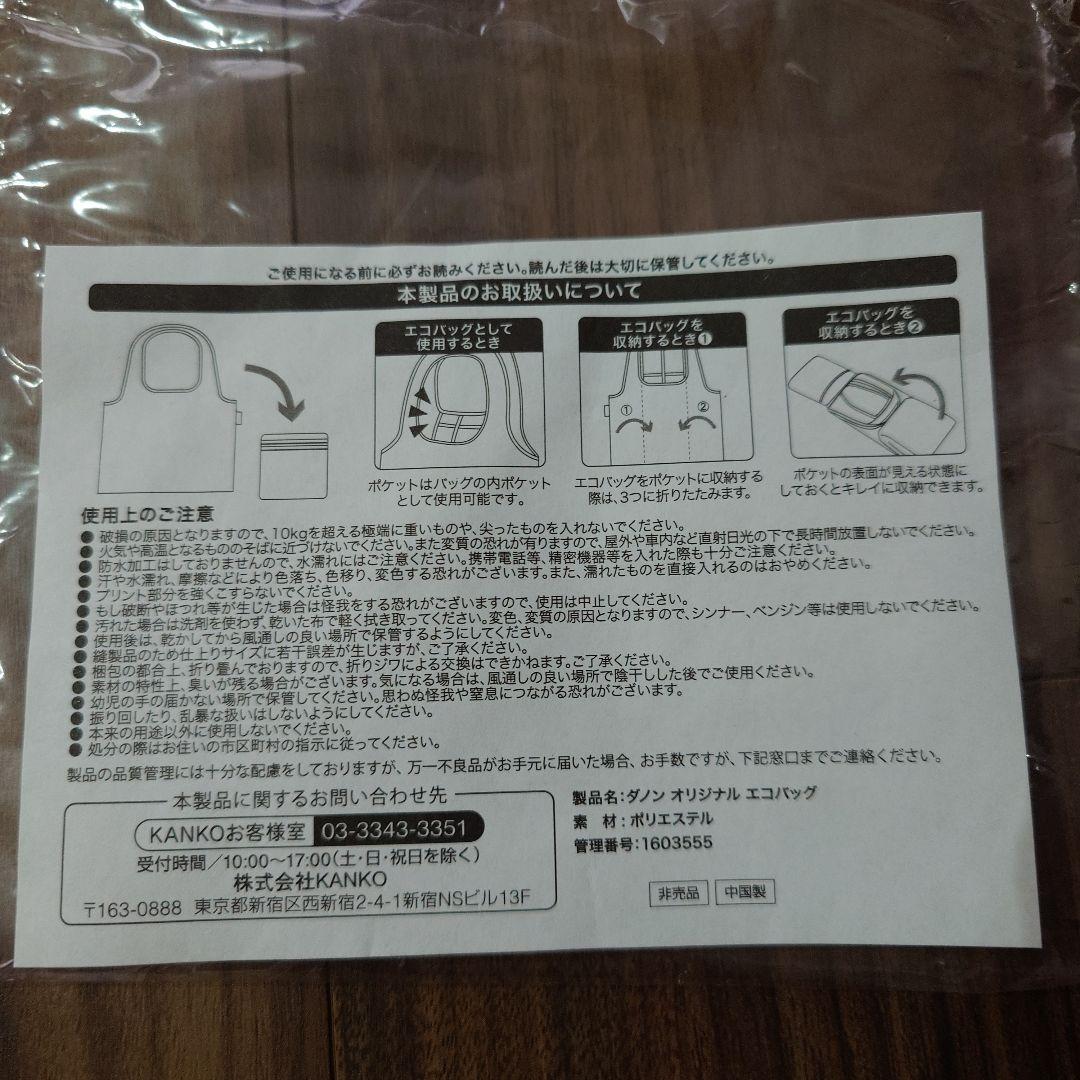 ご使用になる前に必ずお読みください。読んだ後は大切に保管してください。
本製品のお取扱いについて
エコバッグとして
使用するとき
ポケットはバッグの内ポケット
として使用可能です。
エコバッグを
収納するとき❶
① ②
エコバッグをポケットに収納する
際は、3つに折りたたみます。
エコバッグを
収納するとき❷
ポケットの表面が見える状態に
しておくとキレイに収納できます。
使用上のご注意
●破損の原因となりますので、10kgを超える極端に重いものや、尖ったものを入れないでください。
●火気や高温となるもののそばに近づけないでください。また変質の恐れが有りますので、屋外や車内など直射日光の下で長時間放置しないでください。
●防水加工はしておりませんので、水濡れにはご注意ください。携帯電話等、精密機器等を入れた際も十分ご注意ください。
●汗や水濡れ、摩擦などにより色落ち、色移り、変色する恐れがございます。また、濡れたものを直接入れるのはおやめください。
●プリント部分を強くこすらないでください。
●もし破断やほつれ等が生じた場合は怪我をする恐れがございますので、使用は中止してください。
●汚れた場合は洗剤を使わず、乾いた布で軽く拭き取ってください。変色、変質の原因となりますので、シンナー、ベンジン等は使用しないでください。
●使用後は、乾かしてから風通しの良い場所で保管するようにしてください。
●縫製品のため仕上りサイズに若干誤差が生じますが、ご了承ください。
●梱包の都合上、折り畳んでおりますので、折りジワによる交換はできかねます。ご了承ください。
●素材の特性上、臭いが残る場合がございます。気になる場合は、風通しの良い場所で陰干しした後でご使用ください。
●幼児の手の届かない場所で保管してください。思わぬ怪我や窒息につながる恐れがございます。
●振り回したり、乱暴な扱いはしないようにしてください。
●本来の用途以外に使用しないでください。
●処分の際はお住いの市区町村の指示に従ってください。
製品の品質管理には十分な配慮をしておりますが、万一不良品がお手元に届いた場合、お手数ですが、下記窓口までご連絡ください。
本製品に関するお問い合わせ先
KANKOお客様室 03-3343-3351
受付時間/10:00〜17:00(土・日・祝日を除く)
株式会社KANKO
〒163-0888 東京都新宿区西新宿2-4-1新宿NSビル13F
製品名:ダノン オリジナル エコバッグ
素 材:ポリエステル
管理番号:1603555
非売品 中国製